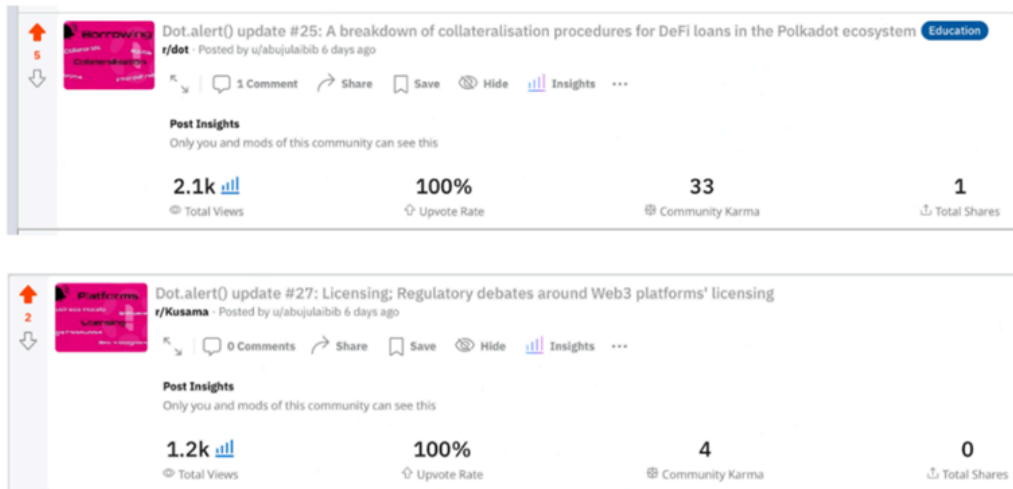 Borrowing
Collateralisation
Dot.alert() update #25: A breakdown of collateralisation procedures for DeFi loans in the Polkadot ecosystem Education
5
r/dot · Posted by u/abujulaibib 6 days ago
1 Comment Share Save Hide Insights ...
Post Insights
Only you and mods of this community can see this
2.1k 100% 33 1
Total Views Upvote Rate Community Karma Total Shares
Platforms
Licensing
Dot.alert() update #27: Licensing; Regulatory debates around Web3 platforms' licensing
2
r/Kusama · Posted by u/abujulaibib 6 days ago
0 Comments Share Save Hide Insights ...
Post Insights
Only you and mods of this community can see this
1.2k 100% 4 0
Total Views Upvote Rate Community Karma Total Shares